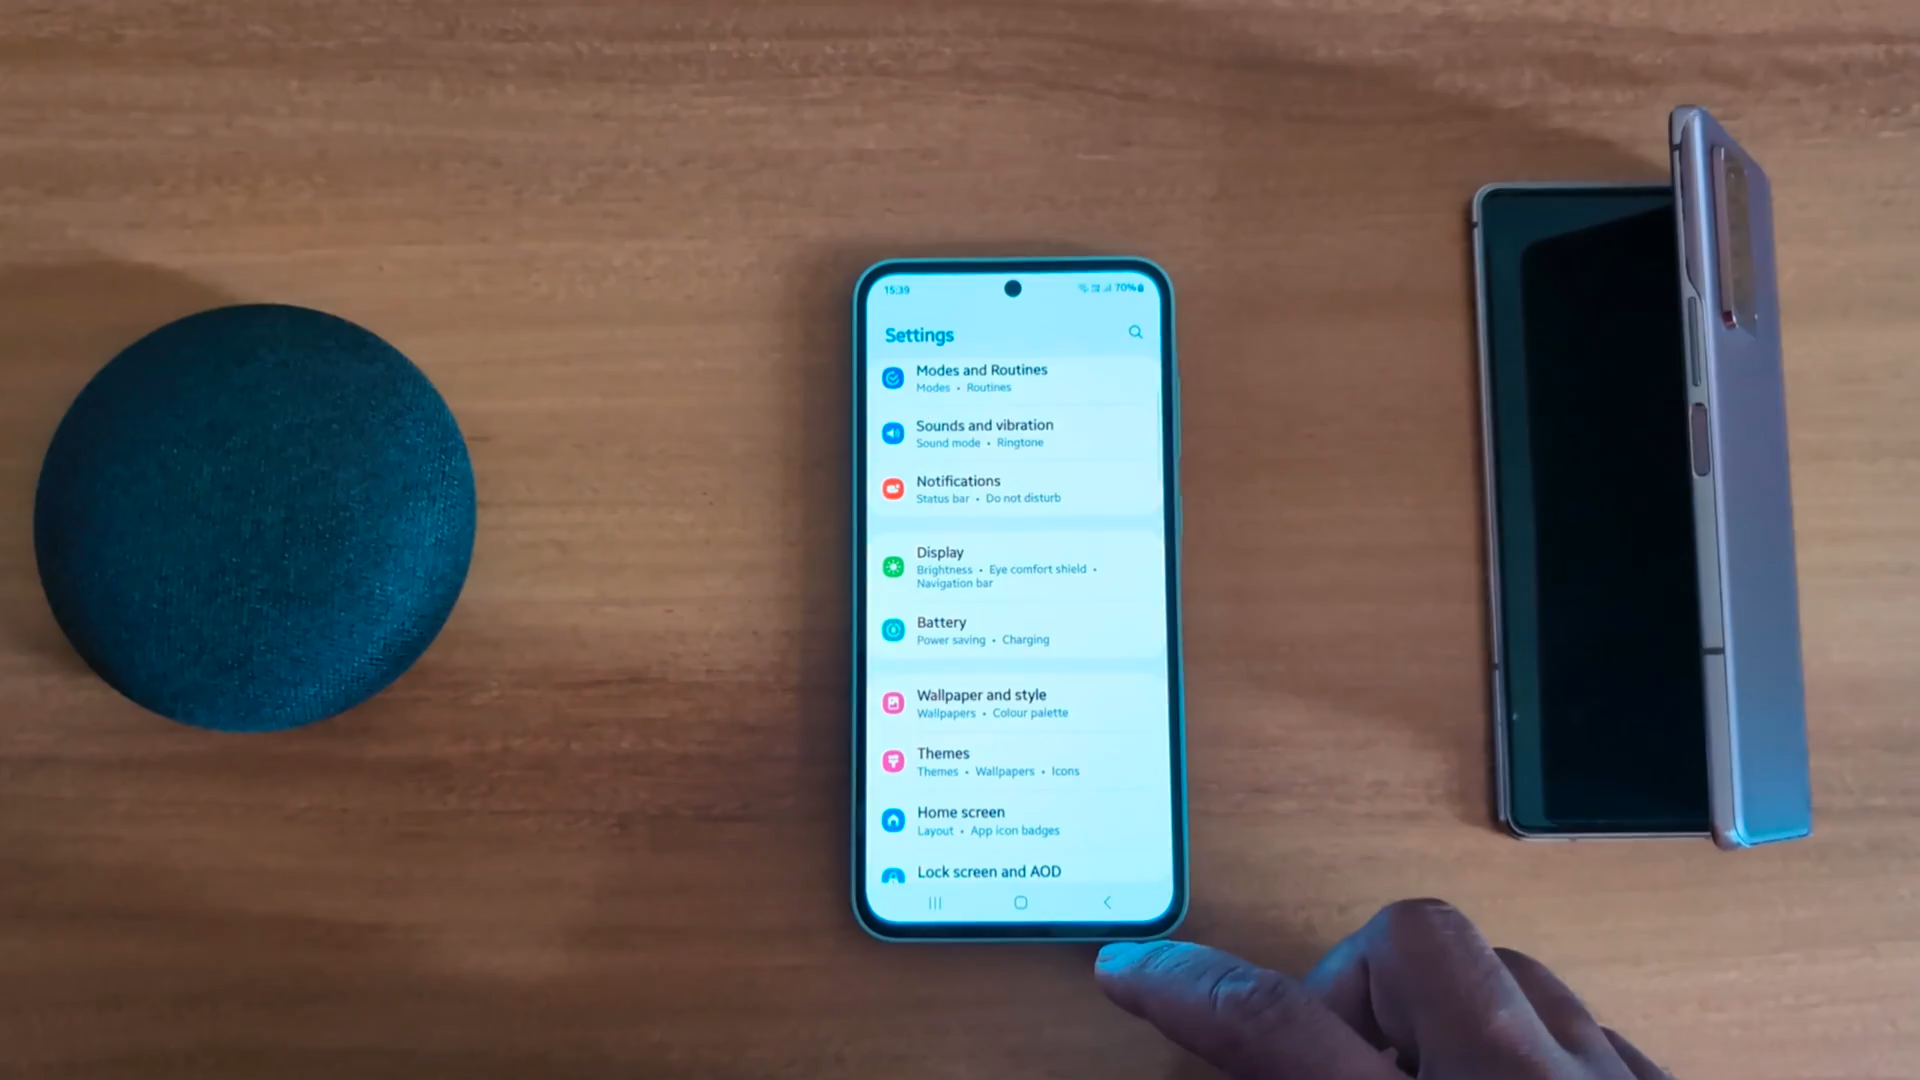 15:39
70%
Settings
Modes and Routines
Modes • Routines
Sounds and vibration
Sound mode • Ringtone
Notifications
Status bar • Do not disturb
Display
Brightness • Eye comfort shield •
Navigation bar
Battery
Power saving • Charging
Wallpaper and style
Wallpapers • Colour palette
Themes
Themes • Wallpapers • Icons
Home screen
Layout • App icon badges
Lock screen and AOD